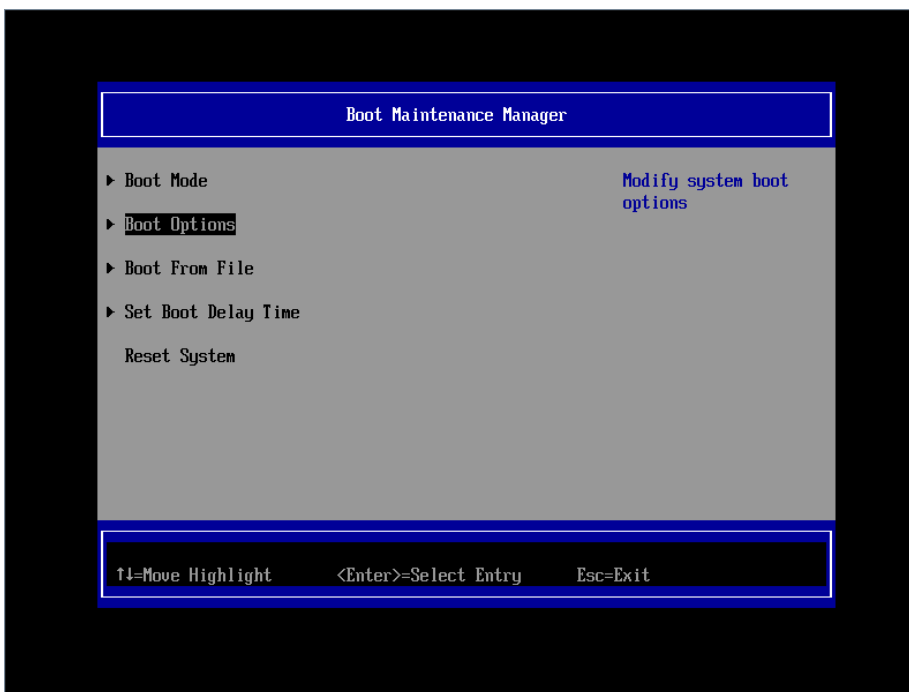 Boot Maintenance Manager
Boot Mode
Modify system boot
options
Boot Options
Boot From File
Set Boot Delay Time
Reset System
↑↓=Move Highlight <Enter>=Select Entry Esc=Exit